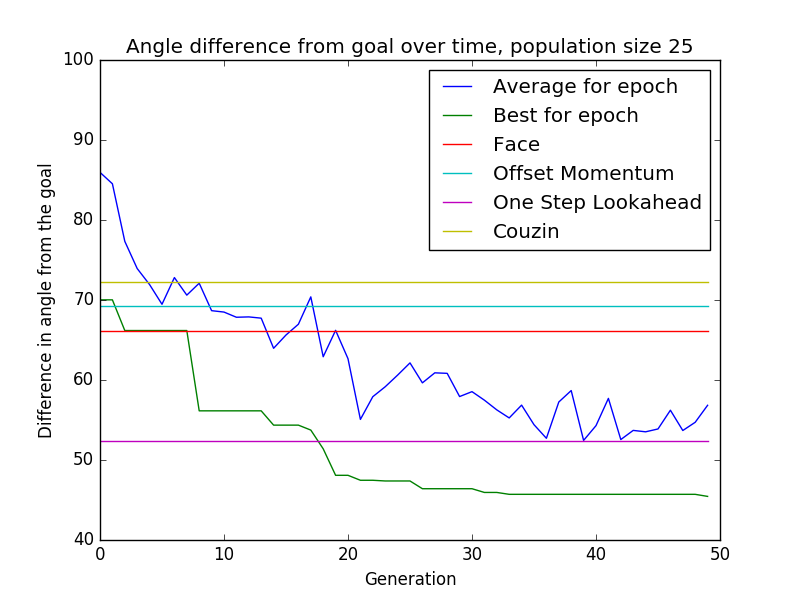 Angle difference from goal over time, population size 25
Difference in angle from the goal
100
90
80
70
60
50
40
Average for epoch
Best for epoch
Face
Offset Momentum
One Step Lookahead
Couzin
0 10 20 30 40 50
Generation